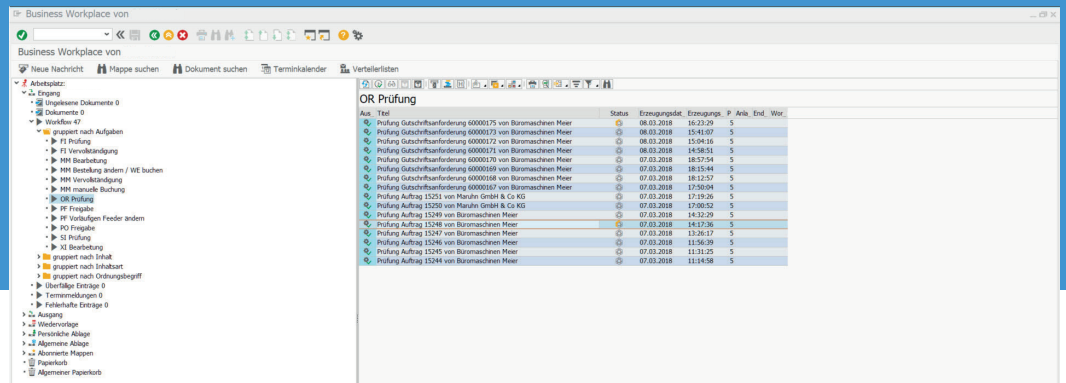 Business Workplace von
Business Workplace von
Neue Nachricht Mappe suchen Dokument suchen Terminkalender Verteilerlisten
Arbeitsplatz:
Eingang
Ungelesene Dokumente 0
Dokumente 0
Workflow 47
gruppiert nach Aufgaben
FI Prüfung
FI Vervollständigung
MM Bearbeitung
MM Bestellung ändern / WE buchen
MM Vervollständigung
MM manuelle Buchung
OR Prüfung
PF Freigabe
PF Vorläufigen Feeder ändern
PO Freigabe
SI Prüfung
XI Bearbetung
gruppiert nach Inhalt
gruppiert nach Inhaltsart
gruppiert nach Ordnungsbegriff
Überfällige Einträge 0
Terminmeldungen 0
Fehlerhafte Einträge 0
Ausgang
Wiedervorlage
Persönliche Ablage
Allgemeine Ablage
Abonnierte Mappen
Papierkorb
Allgemeiner Papierkorb
OR Prüfung
Aus_ Titel Status Erzeugungsdat_ Erzeugungs_ P Anla_ End_ Wor_
Prüfung Gutschriftsanforderung 60000175 von Büromaschinen Meier 08.03.2018 16:23:29 5
Prüfung Gutschriftsanforderung 60000173 von Büromaschinen Meier 08.03.2018 15:41:07 5
Prüfung Gutschriftsanforderung 60000172 von Büromaschinen Meier 08.03.2018 15:04:16 5
Prüfung Gutschriftsanforderung 60000171 von Büromaschinen Meier 08.03.2018 14:58:51 5
Prüfung Gutschriftsanforderung 60000170 von Büromaschinen Meier 07.03.2018 18:57:54 5
Prüfung Gutschriftsanforderung 60000169 von Büromaschinen Meier 07.03.2018 18:15:44 5
Prüfung Gutschriftsanforderung 60000168 von Büromaschinen Meier 07.03.2018 18:12:57 5
Prüfung Gutschriftsanforderung 60000167 von Büromaschinen Meier 07.03.2018 17:50:04 5
Prüfung Auftrag 15251 von Maruhn GmbH & Co KG 07.03.2018 17:19:26 5
Prüfung Auftrag 15250 von Maruhn GmbH & Co KG 07.03.2018 17:00:52 5
Prüfung Auftrag 15249 von Büromaschinen Meier 07.03.2018 14:32:29 5
Prüfung Auftrag 15248 von Büromaschinen Meier 07.03.2018 14:17:36 5
Prüfung Auftrag 15247 von Büromaschinen Meier 07.03.2018 13:26:17 5
Prüfung Auftrag 15246 von Büromaschinen Meier 07.03.2018 11:56:39 5
Prüfung Auftrag 15245 von Büromaschinen Meier 07.03.2018 11:31:25 5
Prüfung Auftrag 15244 von Büromaschinen Meier 07.03.2018 11:14:58 5